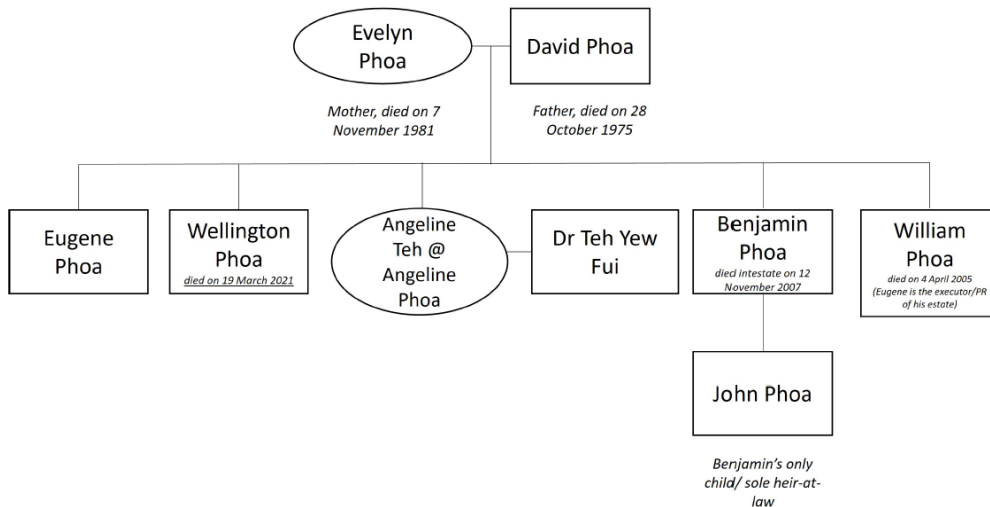 Evelyn
Phoa
David Phoa
Mother, died on 7
November 1981
Father, died on 28
October 1975
Eugene
Phoa
Wellington
Phoa
died on 19 March 2021
Angeline
Teh @
Angeline
Phoa
Dr Teh Yew
Fui
Benjamin
Phoa
died intestate on 12
November 2007
William
Phoa
died on 4 April 2005
(Eugene is the executor/PR
of his estate)
John Phoa
Benjamin's only
child/ sole heir-at-
law